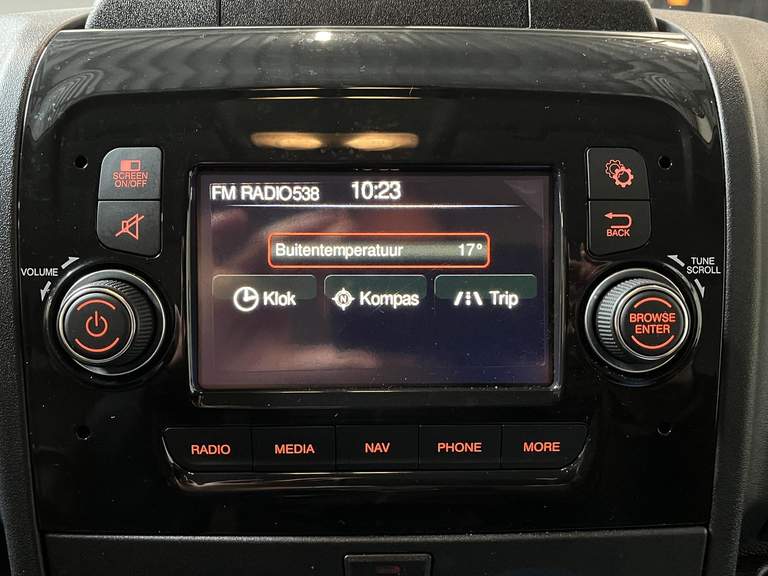 SCREEN
ON/OFF
FM RADIO538 10:23
BACK
VOLUME
TUNE
SCROLL
Buitentemperatuur 17°
Klok
N Kompas
Trip
BROWSE
ENTER
RADIO MEDIA NAV PHONE MORE